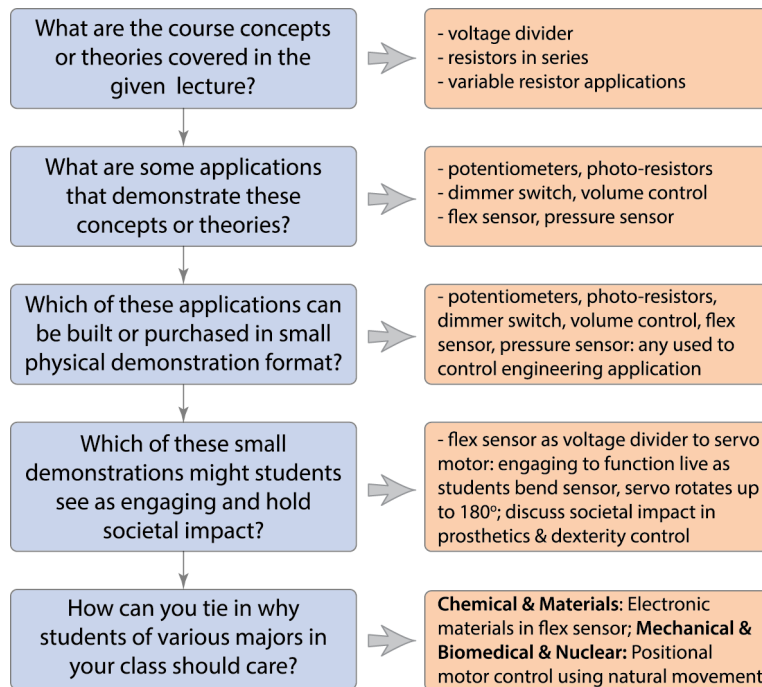 What are the course concepts
or theories covered in the
given lecture?
- voltage divider
- resistors in series
- variable resistor applications
What are some applications
that demonstrate these
concepts or theories?
- potentiometers, photo-resistors
- dimmer switch, volume control
- flex sensor, pressure sensor
Which of these applications can
be built or purchased in small
physical demonstration format?
- potentiometers, photo-resistors,
dimmer switch, volume control, flex
sensor, pressure sensor: any used to
control engineering application
Which of these small
demonstrations might students
see as engaging and hold
societal impact?
- flex sensor as voltage divider to servo
motor: engaging to function live as
students bend sensor, servo rotates up
to 180°; discuss societal impact in
prosthetics & dexterity control
How can you tie in why
students of various majors in
your class should care?
Chemical & Materials: Electronic
materials in flex sensor; Mechanical &
Biomedical & Nuclear: Positional
motor control using natural movement